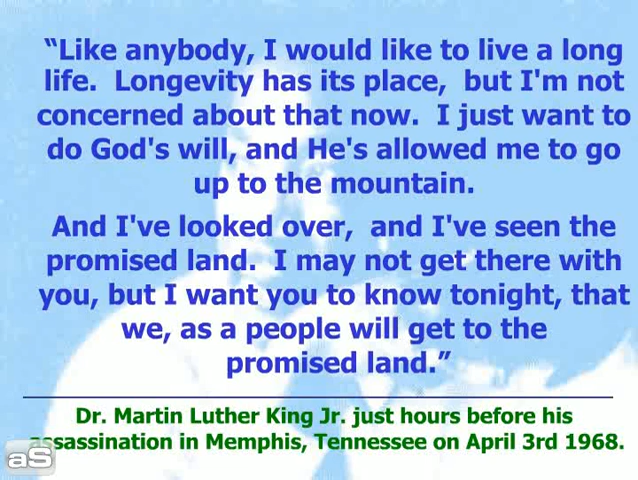 “Like anybody, I would like to live a long
life. Longevity has its place, but I'm not
concerned about that now. I just want to
do God's will, and He's allowed me to go
up to the mountain.
And I've looked over, and I've seen the
promised land. I may not get there with
you, but I want you to know tonight, that
we, as a people will get to the
promised land.”
Dr. Martin Luther King Jr. just hours before his
assassination in Memphis, Tennessee on April 3rd 1968.
aS